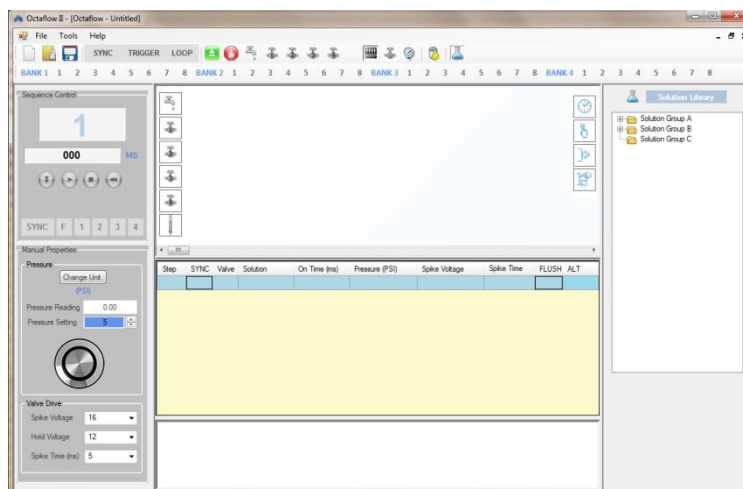 Octaflow II - [Octaflow - Untitled]
File Tools Help
SYNC TRIGGER LOOP
BANK 1 1 2 3 4 5 6 7 8 BANK 2 1 2 3 4 5 6 7 8 BANK 3 1 2 3 4 5 6 7 8 BANK 4 1 2 3 4 5 6 7 8
Sequence Control
1
000 MS
SYNC F 1 2 3 4
Manual Properties
Pressure
Change Unit
(PSI)
Pressure Reading 0.00
Pressure Setting 5
Valve Drive
Spike Voltage 16
Hold Voltage 12
Spike Time (ms) 5
Step SYNC Valve Solution On Time (ms) Pressure (PSI) Spike Voltage Spike Time FLUSH ALT
Solution Library
Solution Group A
Solution Group B
Solution Group C